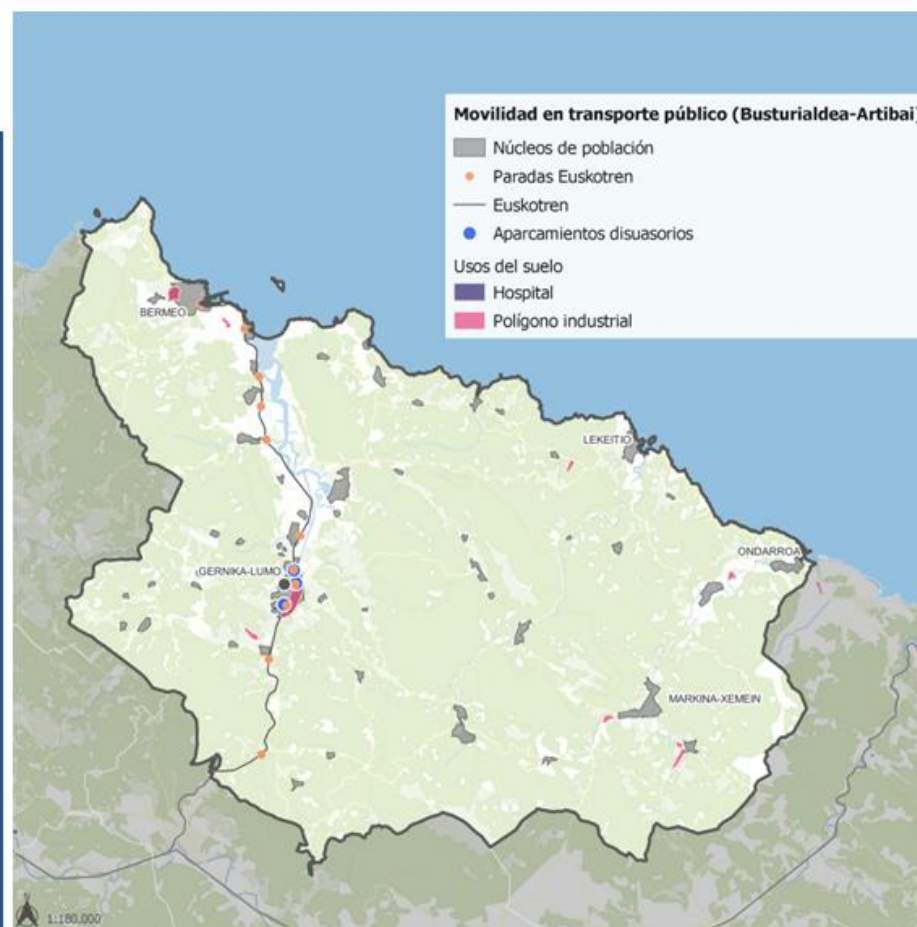 Movilidad en transporte público (Busturialdea-Artibai)
Núcleos de población
Paradas Euskotren
Euskotren
Aparcamientos disuasorios
Usos del suelo
Hospital
Polígono industrial
BERMEO
LEKEITIO
ONDARROA
GERNIKA-LUMO
MARKINA-XEMEIN
1:180.000